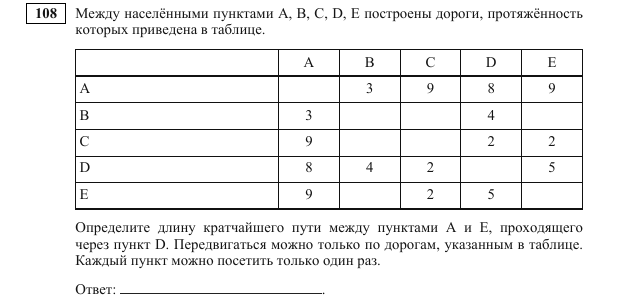 108 Между населёнными пунктами A, B, C, D, E построены дороги, протяжённость
которых приведена в таблице.
A B C D E
A 3 9 8 9
B 3 4
C 9 2 2
D 8 4 2 5
E 9 2 5
Определите длину кратчайшего пути между пунктами A и E, проходящего
через пункт D. Передвигаться можно только по дорогам, указанным в таблице.
Каждый пункт можно посетить только один раз.
Ответ: .